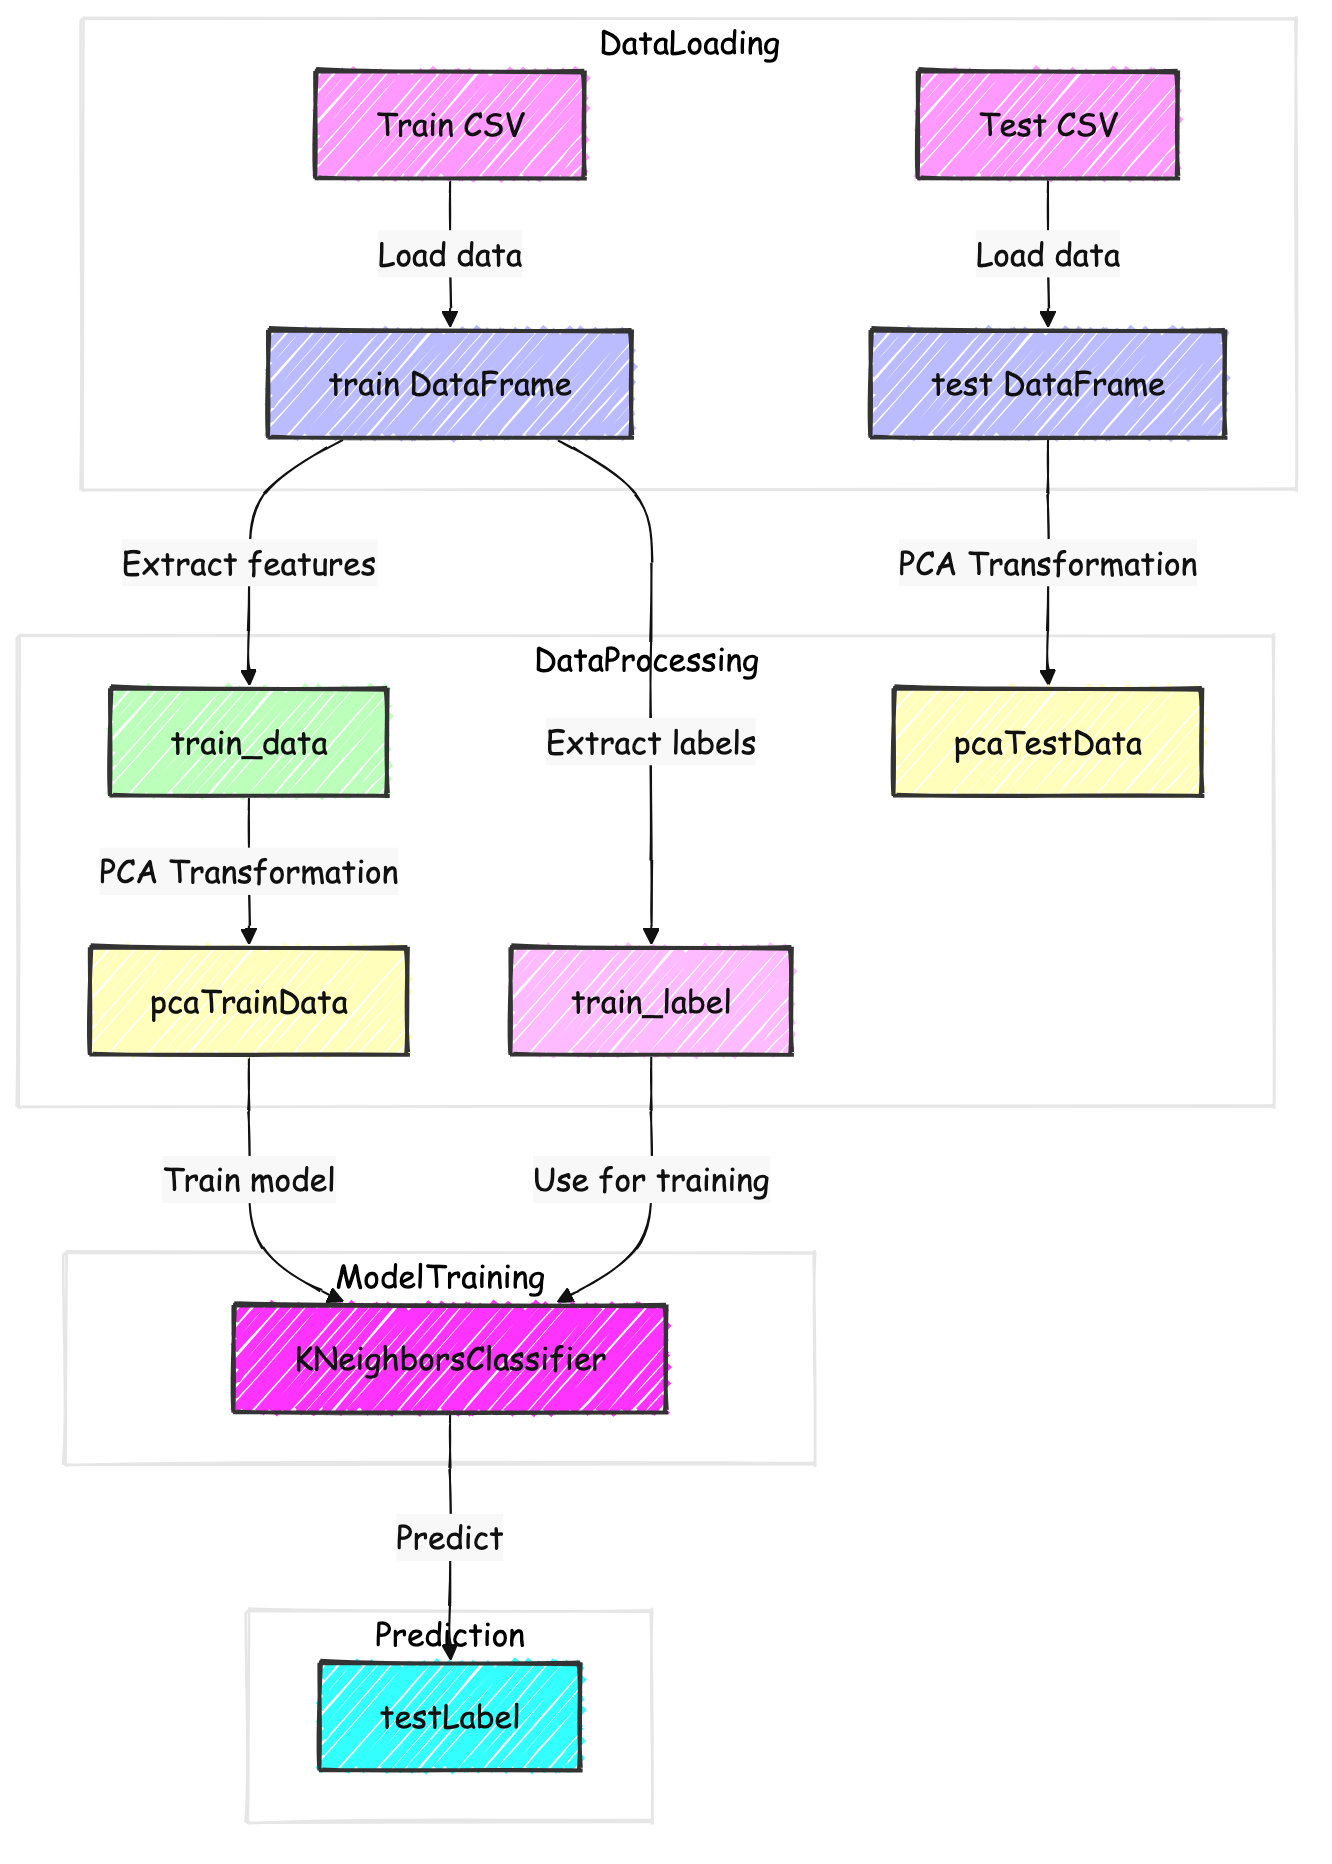 DataLoading
Train CSV
Test CSV
Load data
Load data
train DataFrame
test DataFrame
Extract features
PCA Transformation
DataProcessing
train_data
Extract labels
pcaTestData
PCA Transformation
pcaTrainData
train_label
Train model
Use for training
ModelTraining
KNeighborsClassifier
Predict
Prediction
testLabel